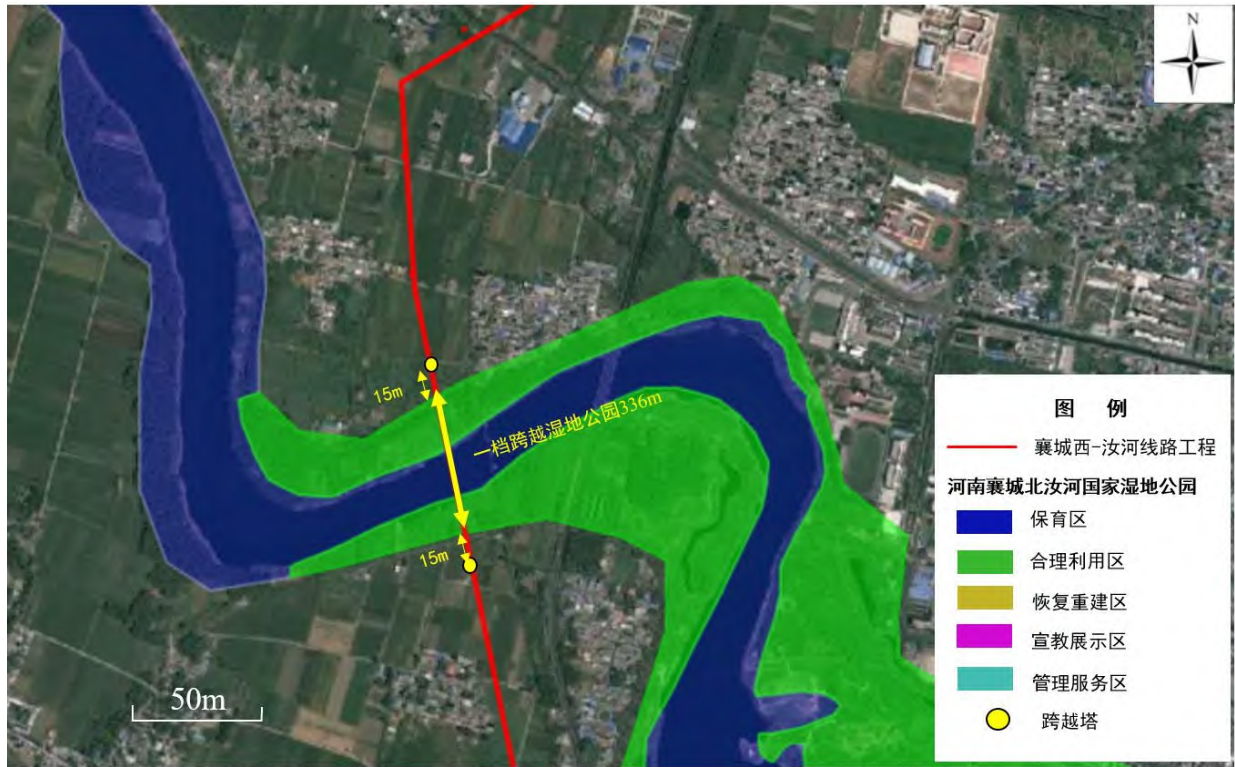 N
15m
一档跨越湿地公园336m
15m
50m
图 例
襄城西-汝河线路工程
河南襄城北汝河国家湿地公园
保育区
合理利用区
恢复重建区
宣教展示区
管理服务区
跨越塔